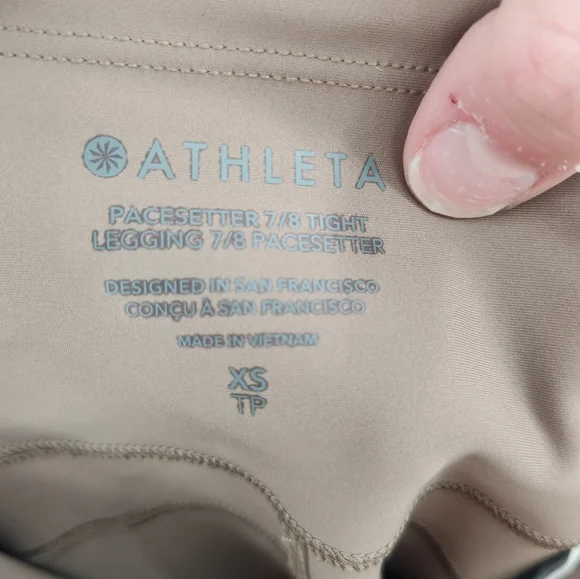 ATHLETA
PACESETTER 7/8 TIGHT
LEGGING 7/8 PACESETTER
DESIGNED IN SAN FRANCISCO
CONÇU À SAN FRANCISCO
MADE IN VIETNAM
XS
TP